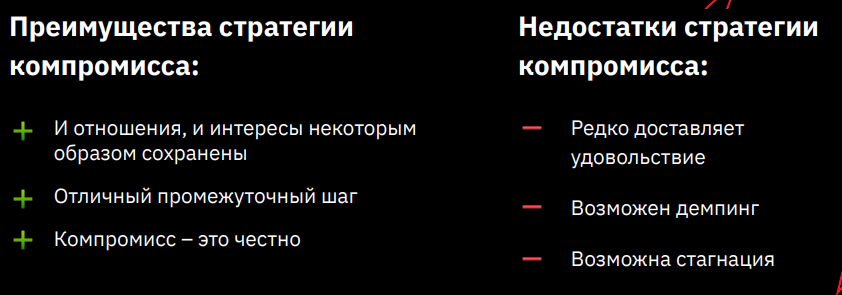 Преимущества стратегии
компромисса:
И отношения, и интересы некоторым
образом сохранены
Отличный промежуточный шаг
Компромисс – это честно
Недостатки стратегии
компромисса:
Редко доставляет
удовольствие
Возможен демпинг
Возможна стагнация